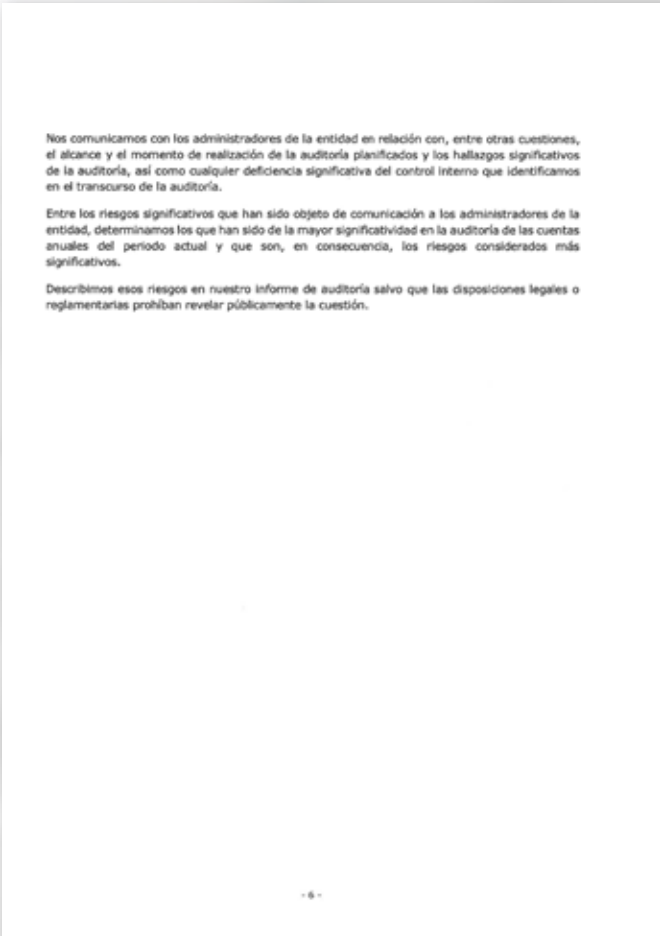 Nos comunicamos con los administradores de la entidad en relación con, entre otras cuestiones,
el alcance y el momento de realización de la auditoría planificados y los hallazgos significativos
de la auditoría, así como cualquier deficiencia significativa del control interno que identificamos
en el transcurso de la auditoría.
Entre los riesgos significativos que han sido objeto de comunicación a los administradores de la
entidad, determinamos los que han sido de la mayor significatividad en la auditoría de las cuentas
anuales del periodo actual y que son, en consecuencia, los riesgos considerados más
significativos.
Describimos esos riesgos en nuestro informe de auditoría salvo que las disposiciones legales o
reglamentarias prohíban revelar públicamente la cuestión.
- 6 -